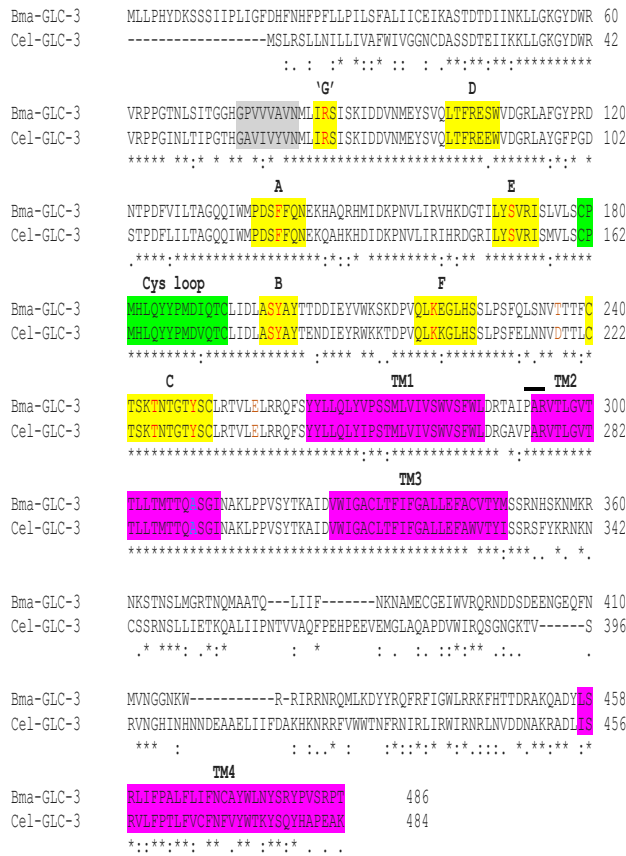 Bma-GLC-3 MLLPHYDKSSSIIPLIGFDHFNHFPFLLPILSFALIICEIKASTDTDIINKLLGKGYDWR 60
Cel-GLC-3 ------------------MSLRSLLNILLIVAFWIVGGNCDASSDTEIIKKLLGKGYDWR 42
:. : .* *:: : : . **:**:**********
'G' D
Bma-GLC-3 VRPPGTNLSITGGHGPVVVAVNMLIRSISKIDDVNMEYSVQLTFRESWVDGRLAFGYPRD 120
Cel-GLC-3 VRPPGINLTIPGTHGAVIVYVNMLIRSISKIDDVNMEYSVQLTFREEWVDGRLAYGFPGD 102
***** **:* * **.*:* **************************.*******:*:* *
A E
Bma-GLC-3 NTPDFVILTAGQQIWMPDSFFQNEKHAQRHMIDKPNVLIRVHKDGTILYSVRISLVLSCP 180
Cel-GLC-3 STPDFLILTAGQQIWMPDSFFQNEKQAHKHDIDKPNVLIRIHRDGRILYSVRISMVLSCP 162
.****:*******************:*::* *********:*:** ********:*****
Cys loop B F
Bma-GLC-3 MHLQYYPMDIQTCLIDLASYAYTTDDIEYVWKSKDPVQLKEGLHSSLPSFQLSNVTTTFC 240
Cel-GLC-3 MHLQYYPMDVQTCLIDLASYAYTENDIEYRWKKTDPVQLKKGLHSSLPSFELNNVDTTLC 222
*********:************* :**** **..******:*********:*.** **:*
C TM1 TM2
Bma-GLC-3 TSKTNTGTYSCLRTVLELRRQFSYYLLQLYVPSSMLVIVSWVSFWLDRTAIPARVTLGVT 300
Cel-GLC-3 TSKTNTGTYSCLRTVLELRRQFSYYLLQLYIPSTMLVIVSWVSFWLDRGAVPARVTLGVT 282
******************************:**:************** *:*********
TM3
Bma-GLC-3 TLLTMTTQASGINAKLPPVSYTKAIDVWIGACLTFIFGALLEFACVTYMSSRNHSKNMKR 360
Cel-GLC-3 TLLTMTTQASGINAKLPPVSYTKAIDVWIGACLTFIFGALLEFAWVTYISSRSFYKRNKN 342
******************************************** ***:***.. *. *.
Bma-GLC-3 NKSTNSLMGRTNQMAATQ---LIIF-------NKNAMECGEIWVRQRNDDSDEENGEQFN 410
Cel-GLC-3 CSSRNSLLIETKQALIIPNTVVAQFPEHPEEVEMGLAQAPDVWIRQSGNGKTV------S 396
.* ***: .*:* : * : . :. ::*:** .:.. .
Bma-GLC-3 MVNGGNKW-----------R-RIRRNRQMLKDYYRQFRFIGWLRRKFHTTDRAKQADYLS 458
Cel-GLC-3 RVNGHINHNNDEAAELIIFDAKHKNRRFVWWTNFRNIRLIRWIRNRLNVDDNAKRADLIS 456
*** : : :..* : :*::*:* *:*.:::. *.**:** :*
TM4
Bma-GLC-3 RLIFPALFLIFNCAYWLNYSRYPVSRPT 486
Cel-GLC-3 RVLFPTLFVCFNFVYWTKYSQYHAPEAK 484
*::**:**: ** .** :**:* . . .